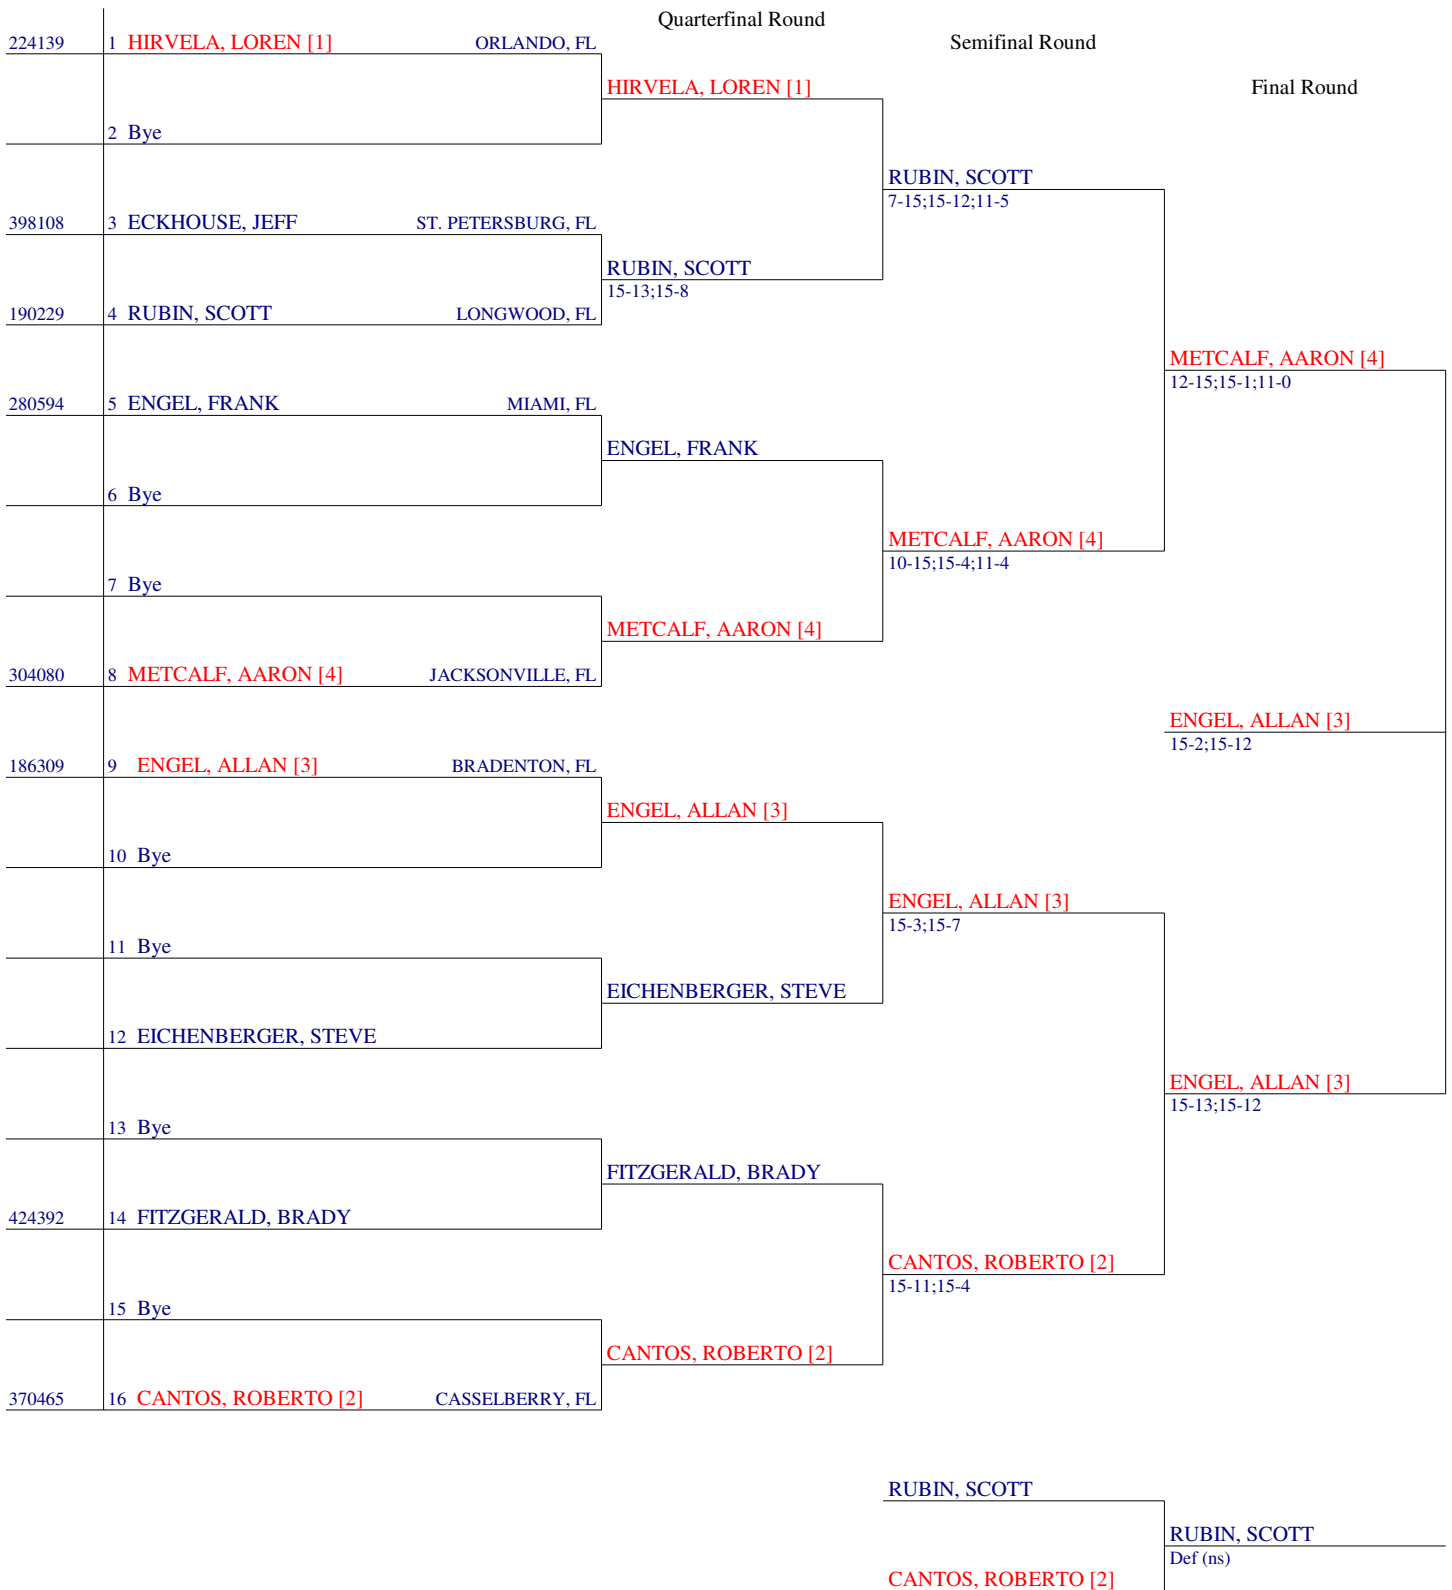 Quarterfinal Round
Semifinal Round
Final Round
224139 1 HIRVELA, LOREN [1] ORLANDO, FL
HIRVELA, LOREN [1]
2 Bye
RUBIN, SCOTT
7-15;15-12;11-5
398108 3 ECKHOUSE, JEFF ST. PETERSBURG, FL
RUBIN, SCOTT
15-13;15-8
190229 4 RUBIN, SCOTT LONGWOOD, FL
METCALF, AARON [4]
12-15;15-1;11-0
280594 5 ENGEL, FRANK MIAMI, FL
ENGEL, FRANK
6 Bye
METCALF, AARON [4]
10-15;15-4;11-4
7 Bye
METCALF, AARON [4]
304080 8 METCALF, AARON [4] JACKSONVILLE, FL
ENGEL, ALLAN [3]
15-2;15-12
186309 9 ENGEL, ALLAN [3] BRADENTON, FL
ENGEL, ALLAN [3]
10 Bye
ENGEL, ALLAN [3]
15-3;15-7
11 Bye
EICHENBERGER, STEVE
12 EICHENBERGER, STEVE
ENGEL, ALLAN [3]
15-13;15-12
13 Bye
FITZGERALD, BRADY
424392 14 FITZGERALD, BRADY
CANTOS, ROBERTO [2]
15-11;15-4
15 Bye
CANTOS, ROBERTO [2]
370465 16 CANTOS, ROBERTO [2] CASSELBERRY, FL
RUBIN, SCOTT
RUBIN, SCOTT
Def (ns)
CANTOS, ROBERTO [2]